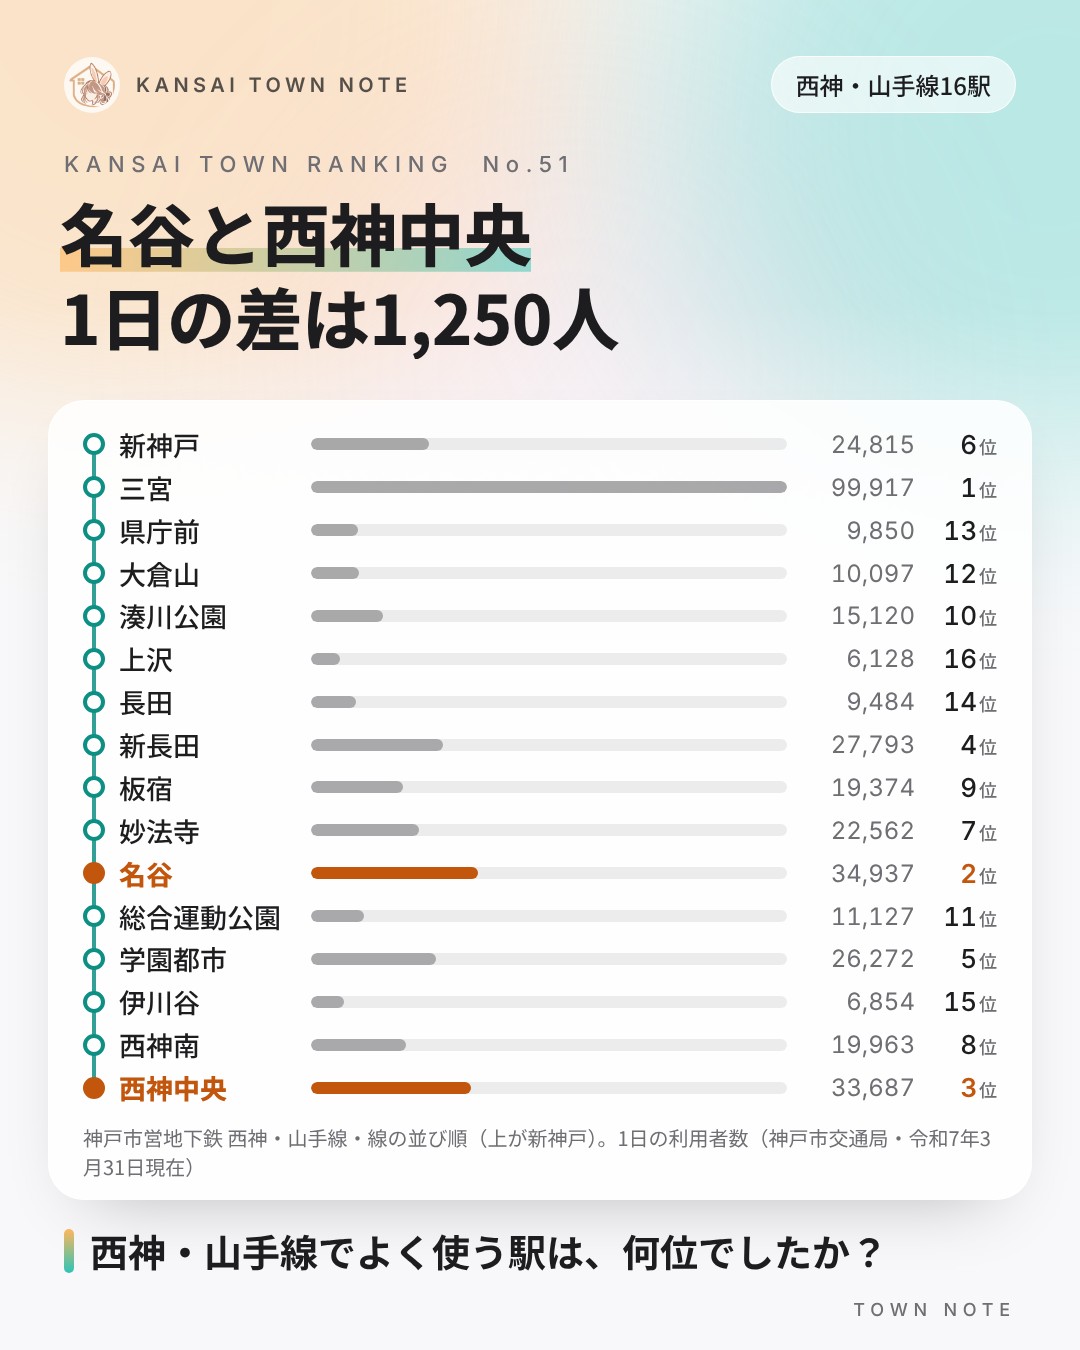 KANSAI TOWN NOTE
西神・山手線16駅
KANSAI TOWN RANKING No.51
名谷と西神中央
1日の差は1,250人
新神戸 24,815 6位
三宮 99,917 1位
県庁前 9,850 13位
大倉山 10,097 12位
湊川公園 15,120 10位
上沢 6,128 16位
長田 9,484 14位
新長田 27,793 4位
板宿 19,374 9位
妙法寺 22,562 7位
名谷 34,937 2位
総合運動公園 11,127 11位
学園都市 26,272 5位
伊川谷 6,854 15位
西神南 19,963 8位
西神中央 33,687 3位
神戸市営地下鉄 西神・山手線・線の並び順（上が新神戸）。1日の利用者数（神戸市交通局・令和7年3
月31日現在）
西神・山手線でよく使う駅は、何位でしたか？
TOWN NOTE